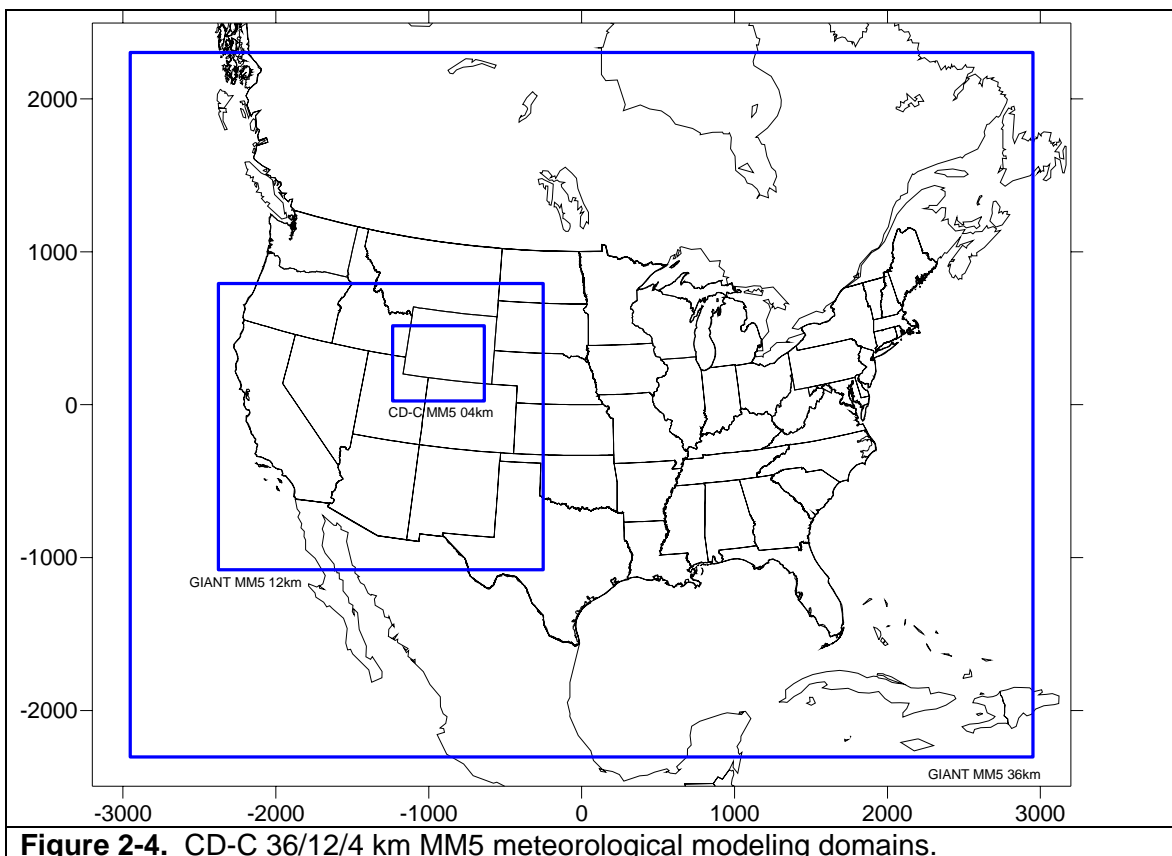 2000
1000
0
-1000
-2000
CD-C MM5 04km
GIANT MM5 12km
GIANT MM5 36km
-3000 -2000 -1000 0 1000 2000 3000
Figure 2-4. CD-C 36/12/4 km MM5 meteorological modeling domains.